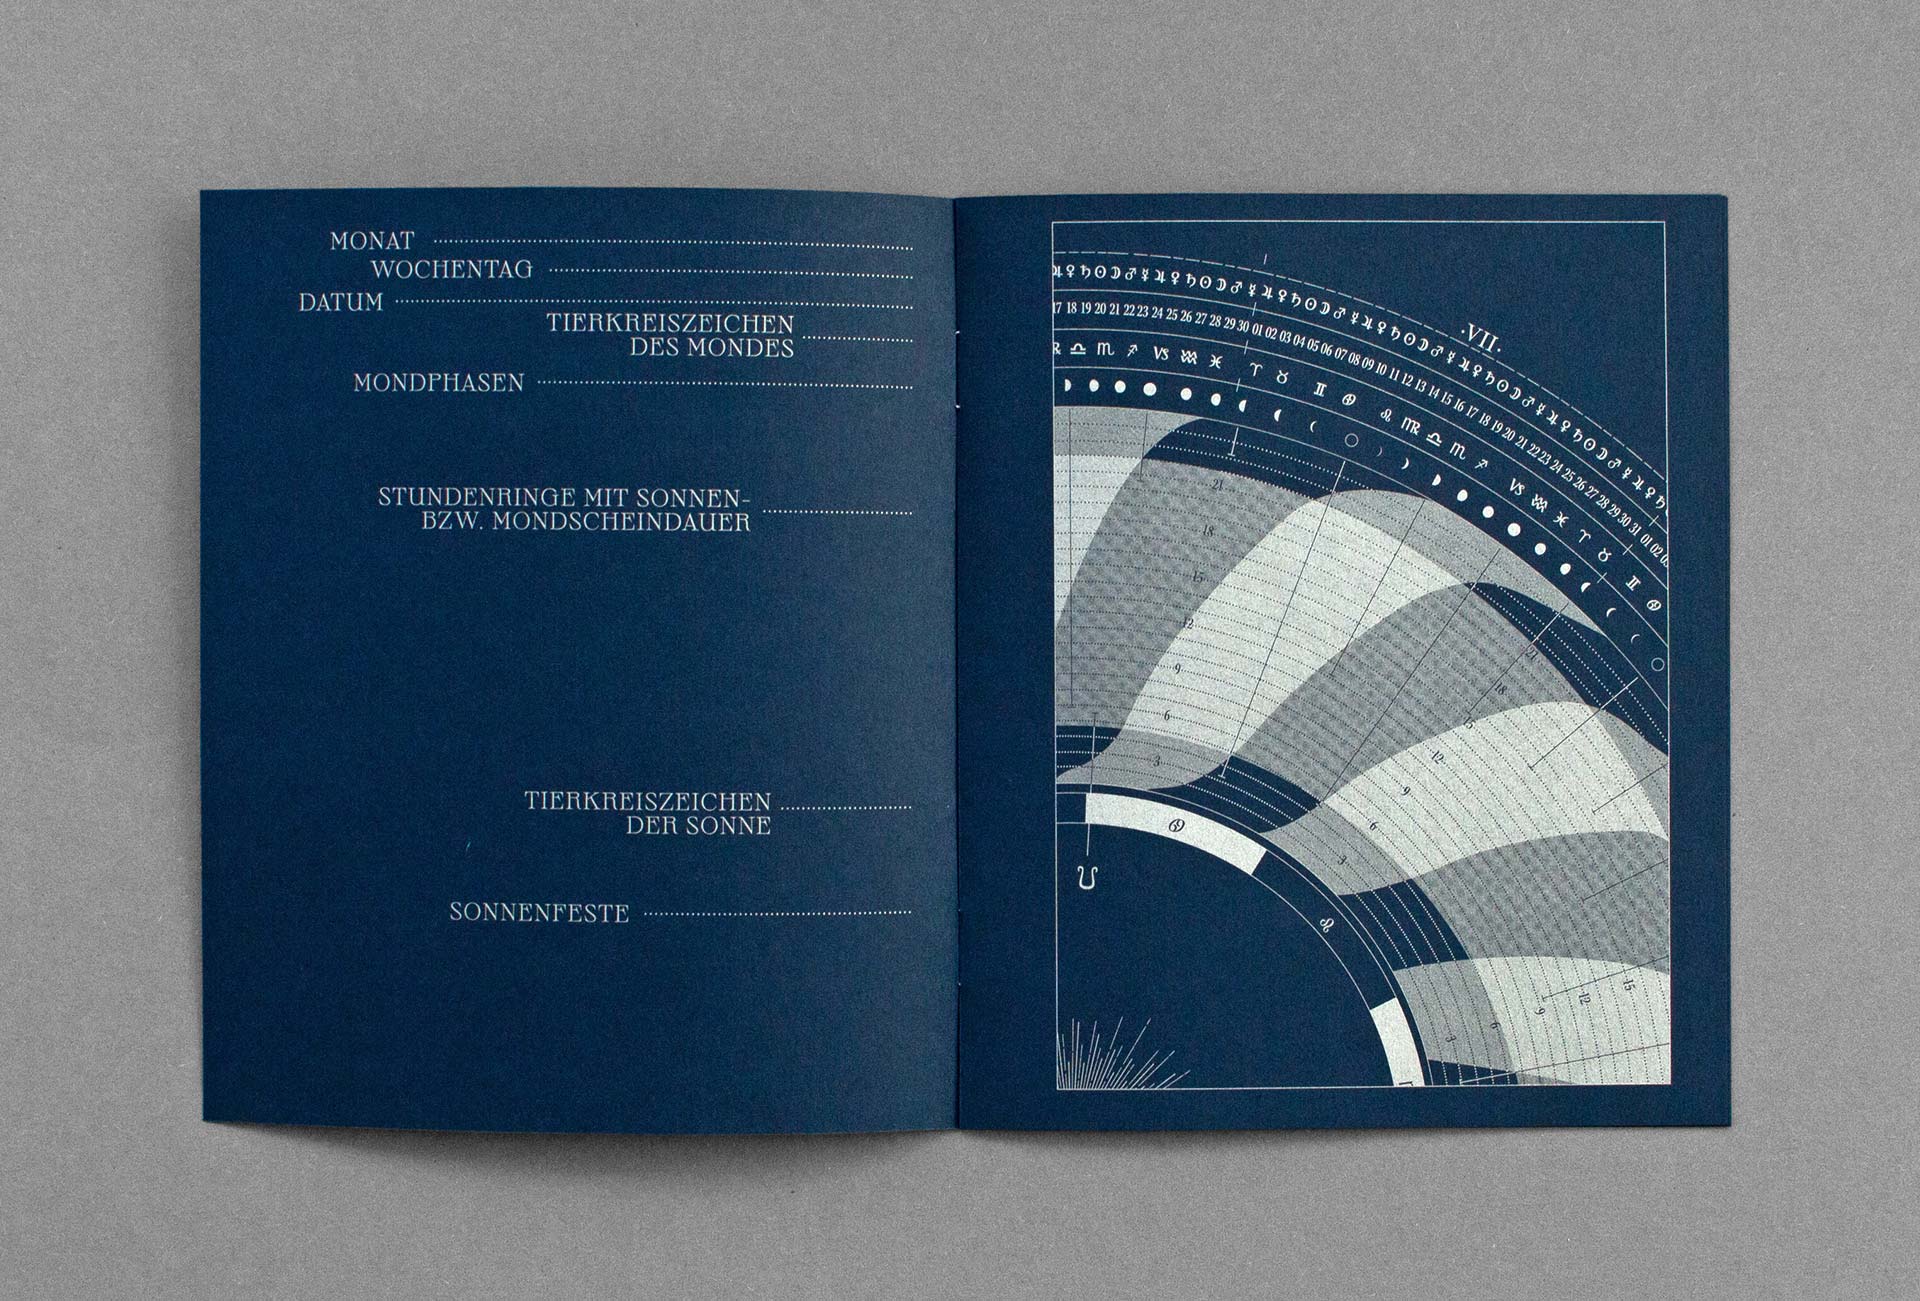 MONAT
WOCHENTAG
DATUM
TIERKREISZEICHEN
DES MONDES
MONDPHASEN
STUNDENRINGE MIT SONNEN-
BZW. MONDSCHEINDAUER
TIERKREISZEICHEN
DER SONNE
SONNENFESTE
·VII.
♃♀♄☉☽♂☿♃♀♄☉☽♂☿♃♀♄☉☽♂☿♃♀♄☉☽♂☿♃♀♄☉☽♂☿♃♀♄☉☽♂☿♃♀♄
17 18 19 20 21 22 23 24 25 26 27 28 29 30 01 02 03 04 05 06 07 08 09 10 11 12 13 14 15 16 17 18 19 20 21 22 23 24 25 26 27 28 29 30 31 01 02
♎ ♏ ♐ ♑ ♒ ♓ ♈ ♉ ♊ ♋ ♌ ♍ ♎ ♏ ♐ ♑ ♒ ♓ ♈ ♉ ♊ ♋
21
18
15
12
9
6
3
21
18
15
12
9
6
3
15
12
9
6
3
♋
♌